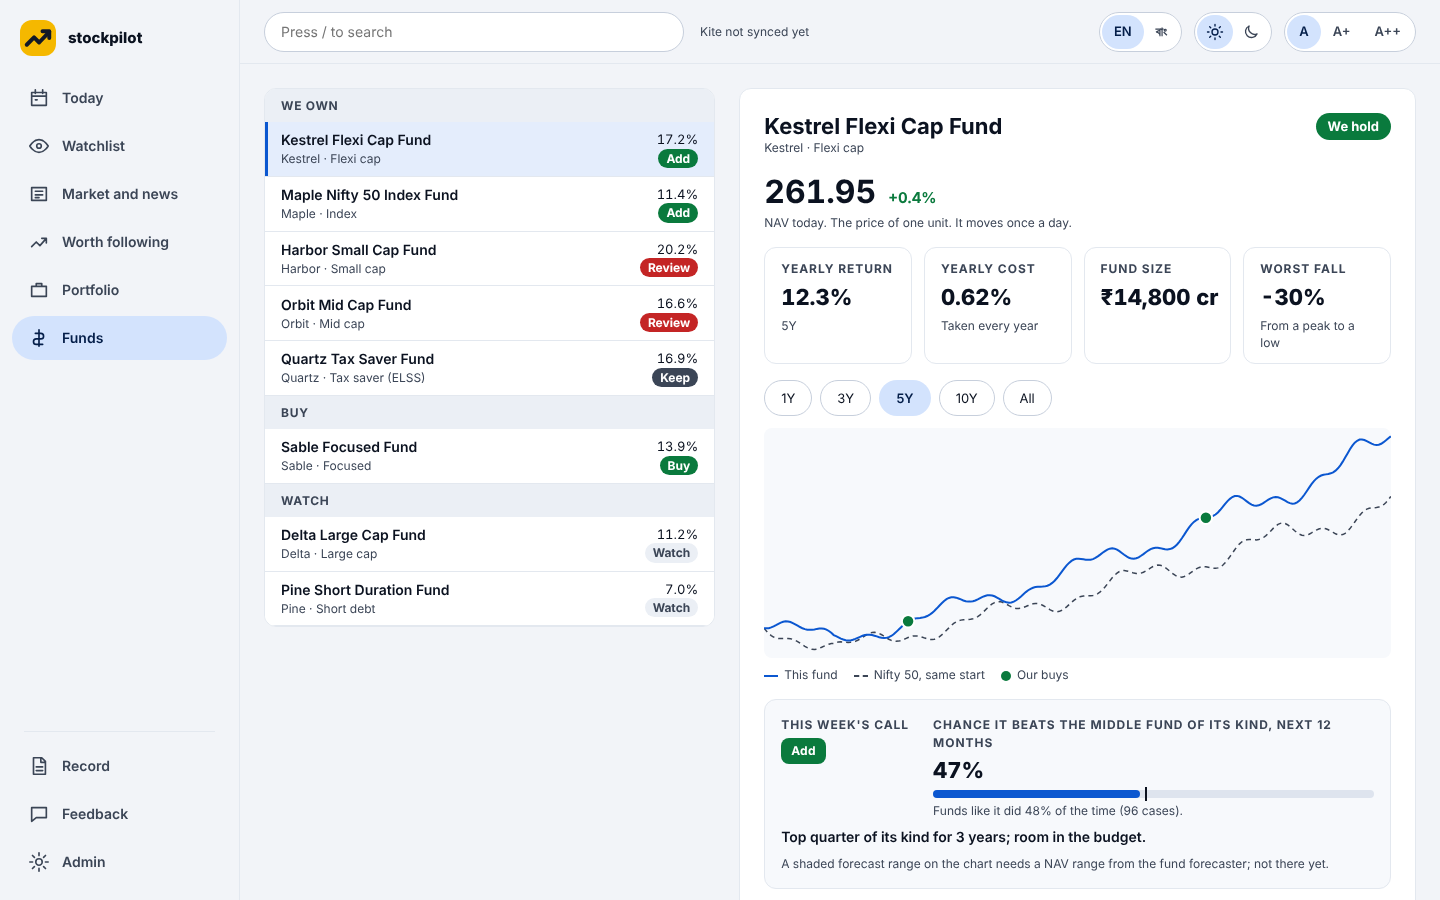 stockpilot
Press / to search
Kite not synced yet
EN
বাং
A
A+
A++
Today
Watchlist
Market and news
Worth following
Portfolio
Funds
Record
Feedback
Admin
WE OWN
Kestrel Flexi Cap Fund
17.2%
Kestrel · Flexi cap
Add
Maple Nifty 50 Index Fund
11.4%
Maple · Index
Add
Harbor Small Cap Fund
20.2%
Harbor · Small cap
Review
Orbit Mid Cap Fund
16.6%
Orbit · Mid cap
Review
Quartz Tax Saver Fund
16.9%
Quartz · Tax saver (ELSS)
Keep
BUY
Sable Focused Fund
13.9%
Sable · Focused
Buy
WATCH
Delta Large Cap Fund
11.2%
Delta · Large cap
Watch
Pine Short Duration Fund
7.0%
Pine · Short debt
Watch
Kestrel Flexi Cap Fund
We hold
Kestrel · Flexi cap
261.95 +0.4%
NAV today. The price of one unit. It moves once a day.
YEARLY RETURN
12.3%
5Y
YEARLY COST
0.62%
Taken every year
FUND SIZE
₹14,800 cr
WORST FALL
-30%
From a peak to a
low
1Y
3Y
5Y
10Y
All
This fund
Nifty 50, same start
Our buys
THIS WEEK'S CALL
Add
CHANCE IT BEATS THE MIDDLE FUND OF ITS KIND, NEXT 12
MONTHS
47%
Funds like it did 48% of the time (96 cases).
Top quarter of its kind for 3 years; room in the budget.
A shaded forecast range on the chart needs a NAV range from the fund forecaster; not there yet.